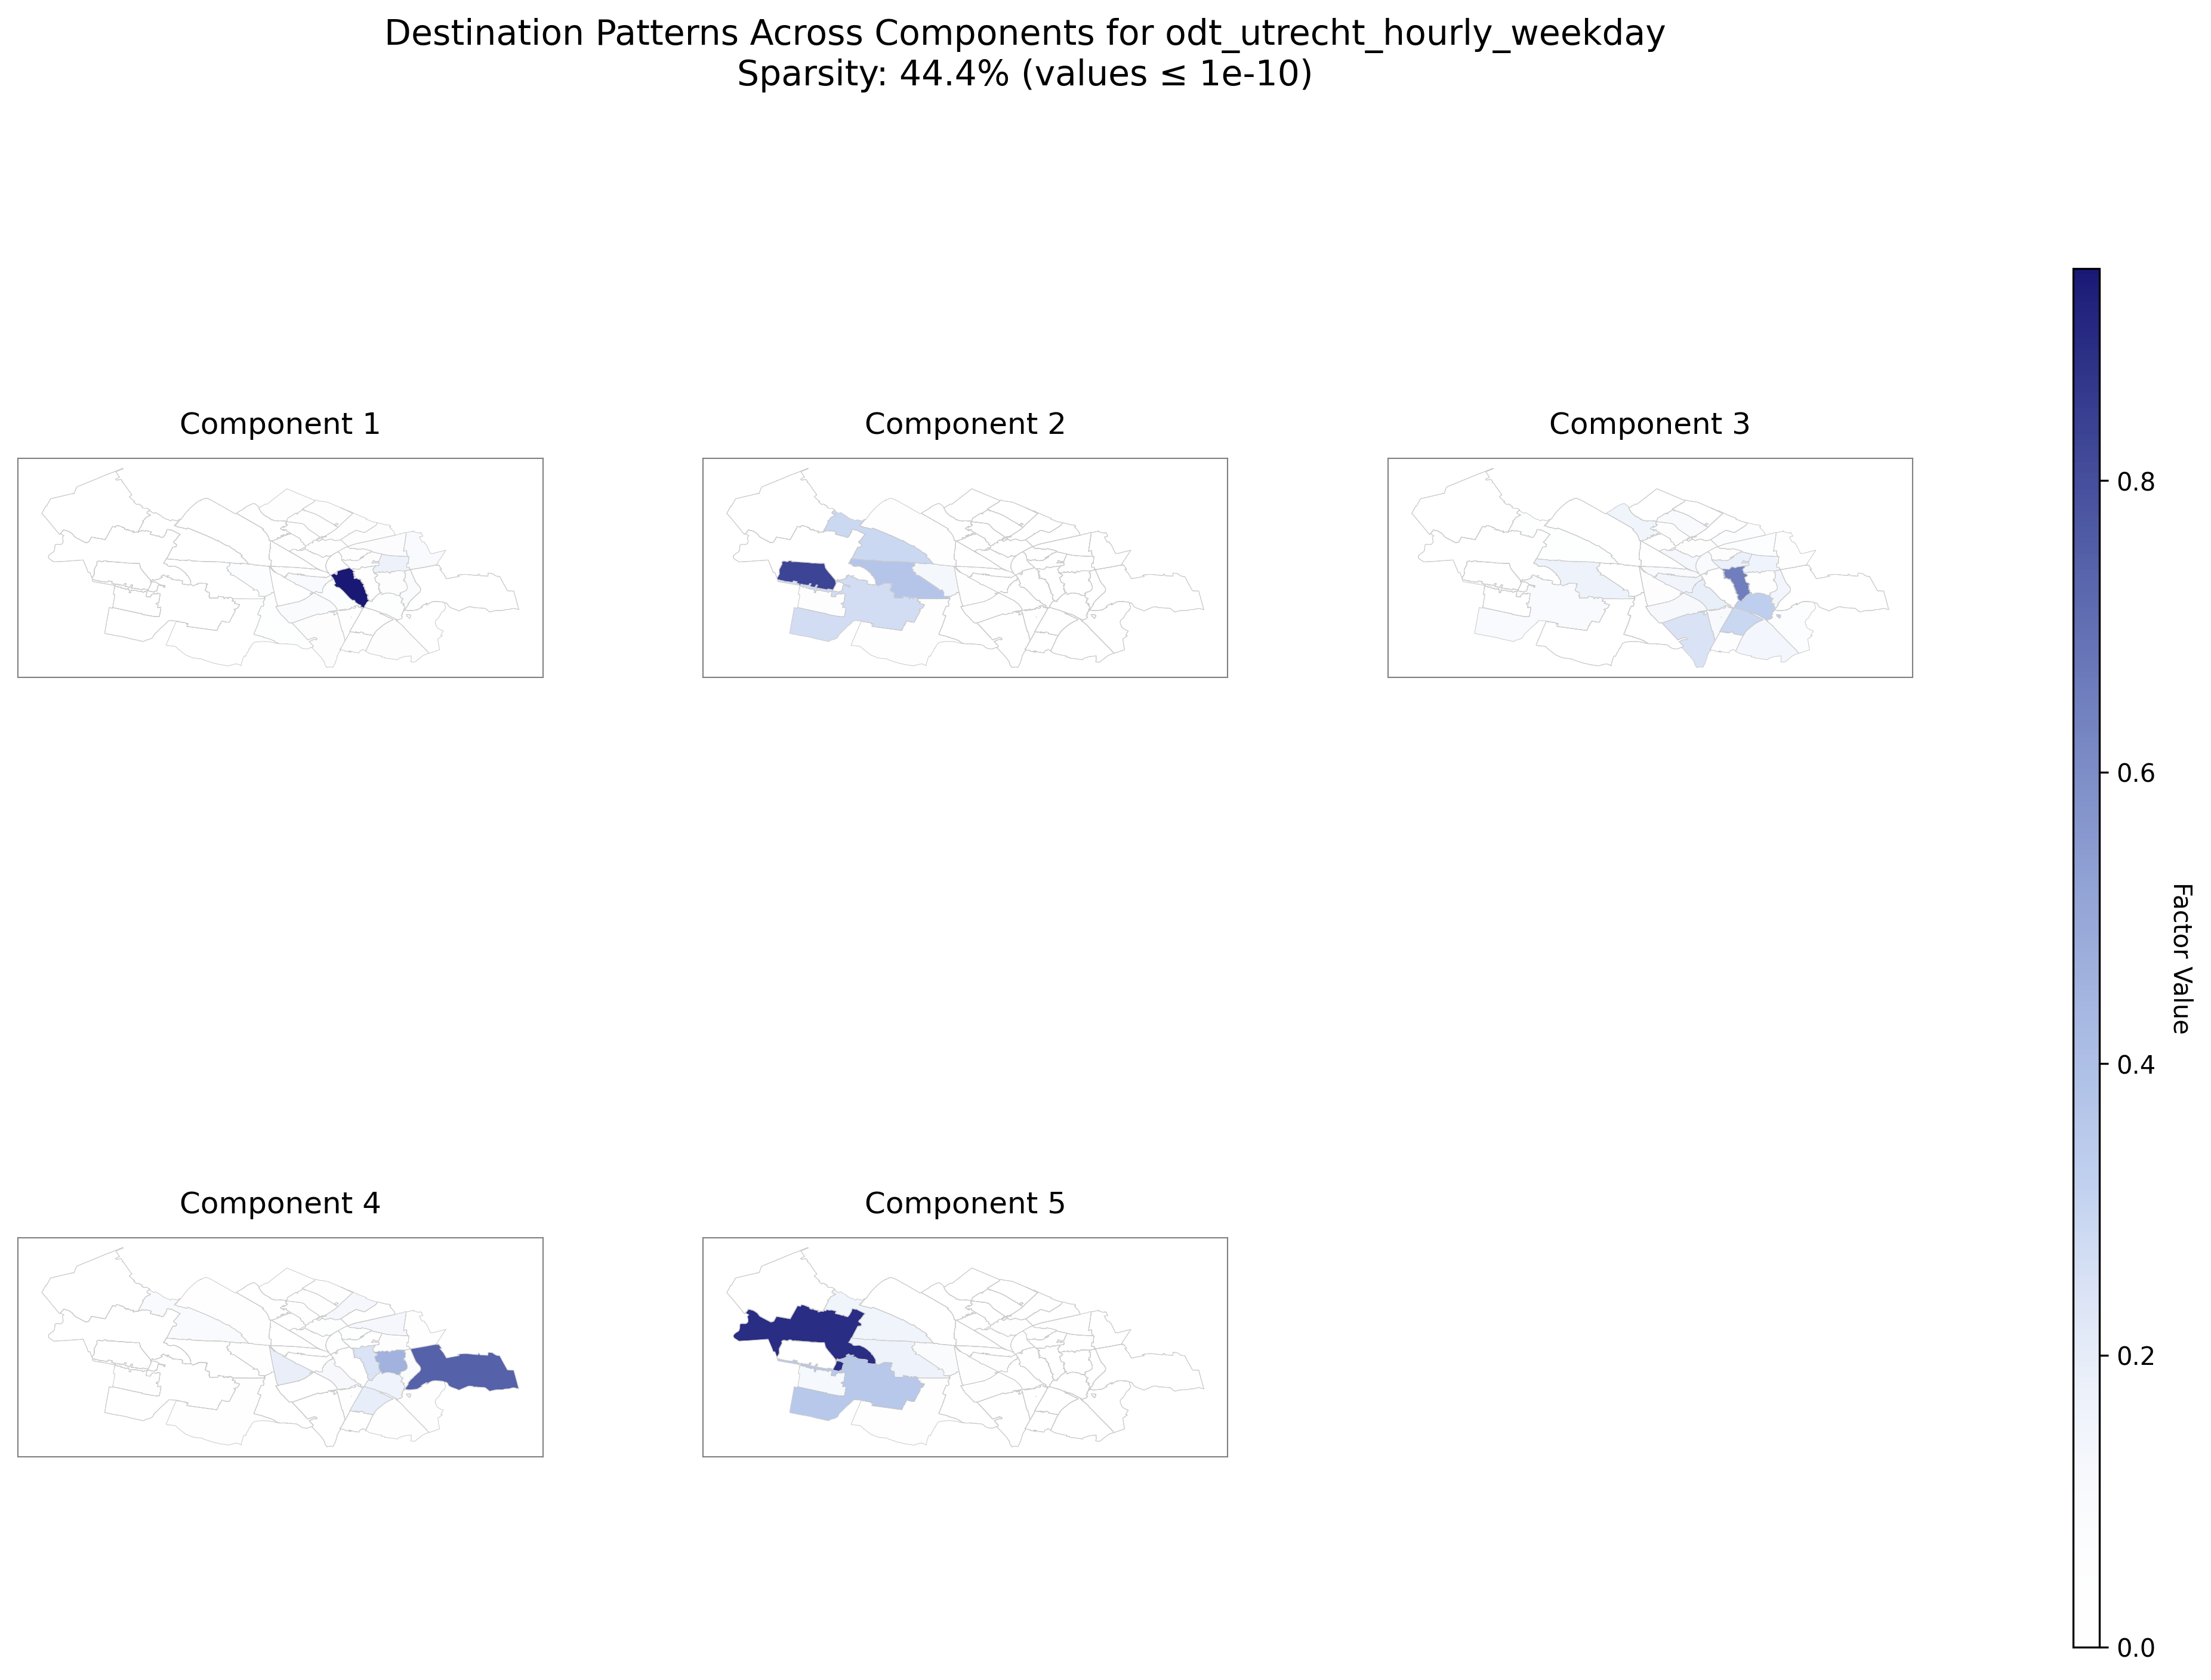 Destination Patterns Across Components for odt_utrecht_hourly_weekday
Sparsity: 44.4% (values ≤ 1e-10)
Component 1
Component 2
Component 3
Component 4
Component 5
0.8
0.6
0.4
0.2
0.0
Factor Value